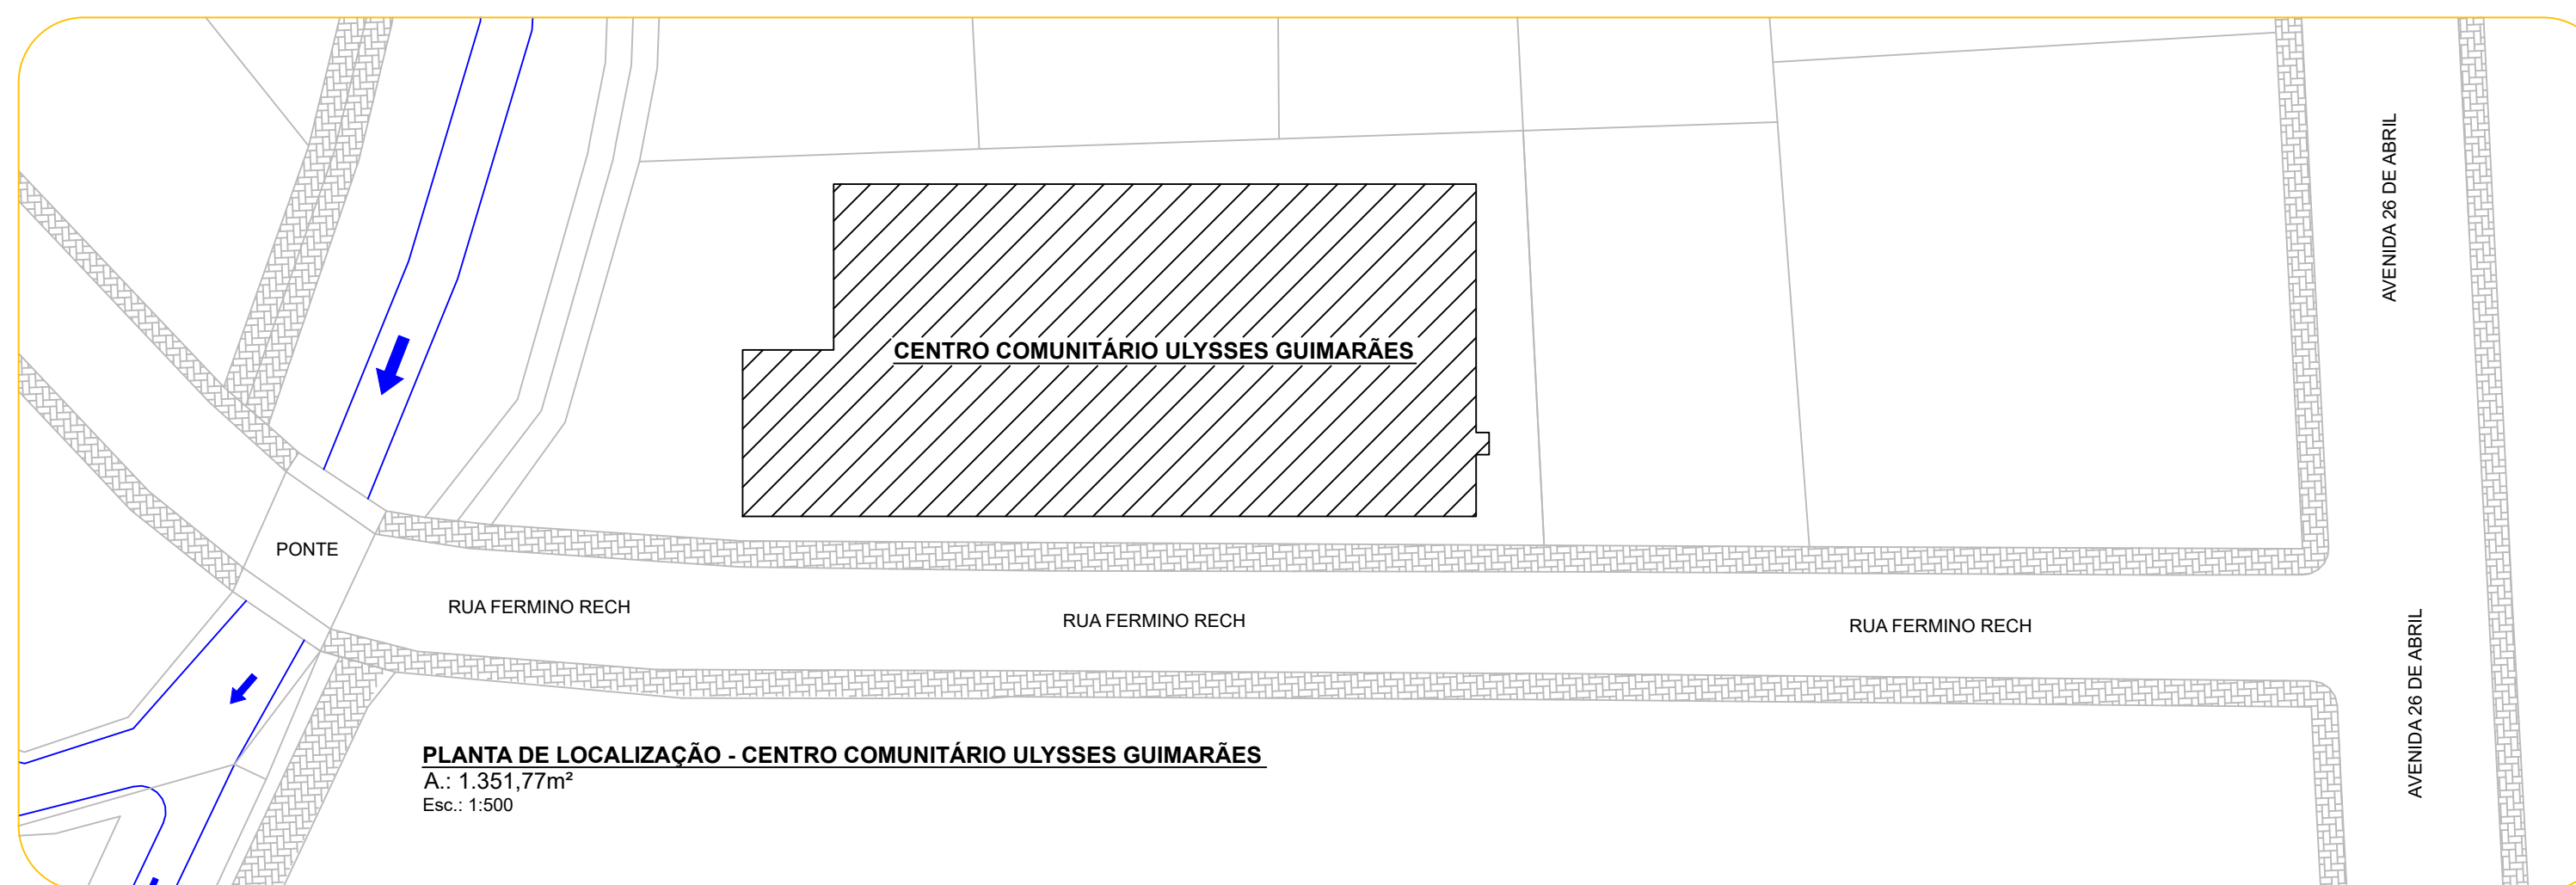 AVENIDA 26 DE ABRIL
CENTRO COMUNITÁRIO ULYSSES GUIMARÃES
PONTE
RUA FERMINO RECH
RUA FERMINO RECH
RUA FERMINO RECH
AVENIDA 26 DE ABRIL
PLANTA DE LOCALIZAÇÃO - CENTRO COMUNITÁRIO ULYSSES GUIMARÃES
A.: 1.351,77m²
Esc.: 1:500